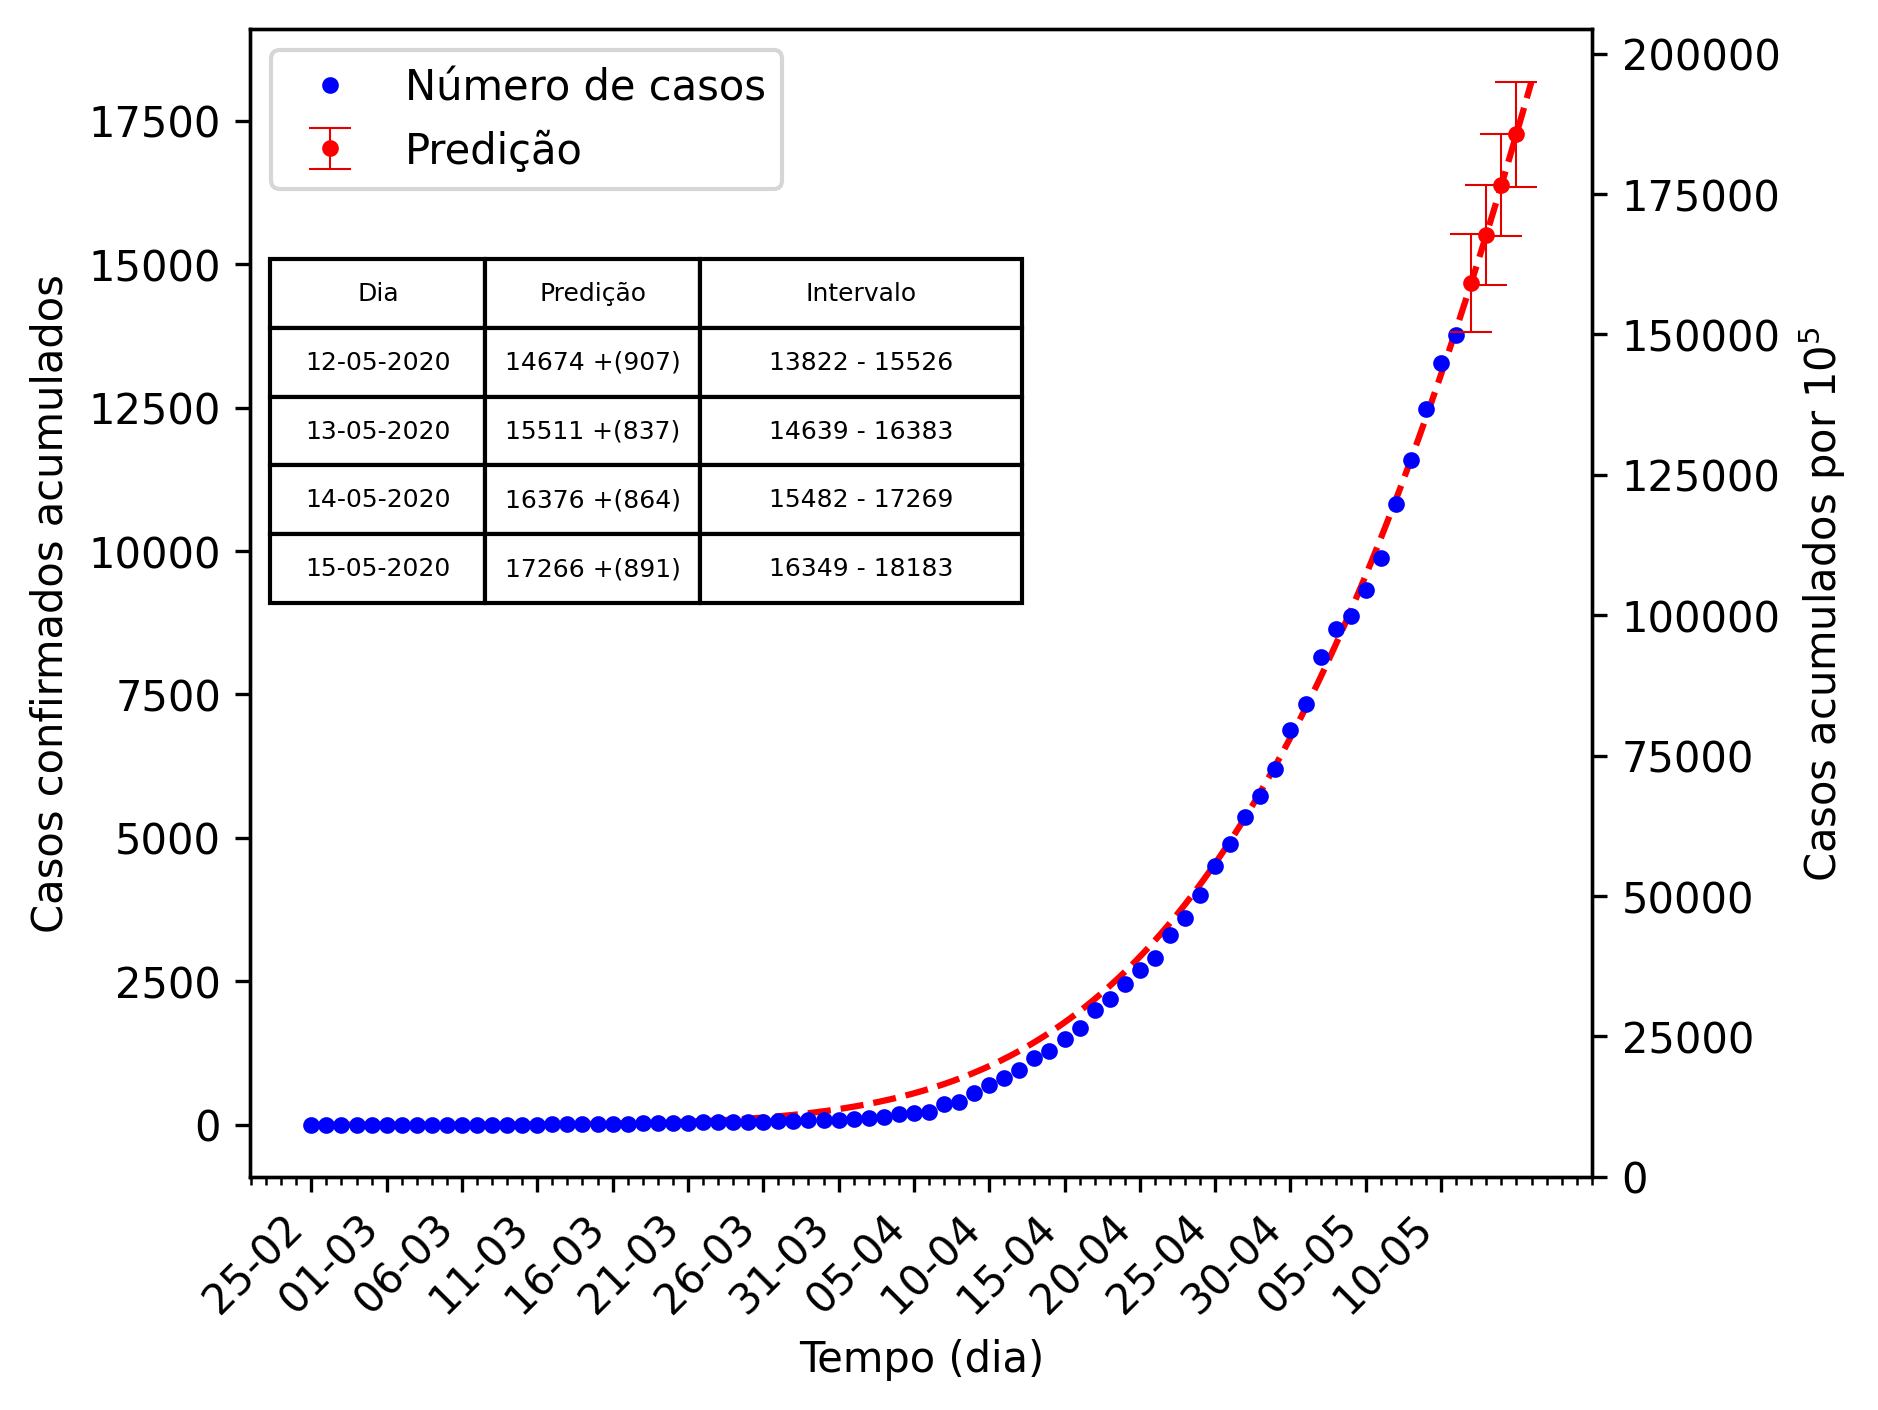 Número de casos
Predição
Casos confirmados acumulados
17500
15000
12500
10000
7500
5000
2500
0
Dia Predição Intervalo
12-05-2020 14674 +(907) 13822 - 15526
13-05-2020 15511 +(837) 14639 - 16383
14-05-2020 16376 +(864) 15482 - 17269
15-05-2020 17266 +(891) 16349 - 18183
200000
175000
150000
125000
100000
75000
50000
25000
0
Casos acumulados por 10⁵
25-02 01-03 06-03 11-03 16-03 21-03 26-03 31-03 05-04 10-04 15-04 20-04 25-04 30-04 05-05 10-05
Tempo (dia)